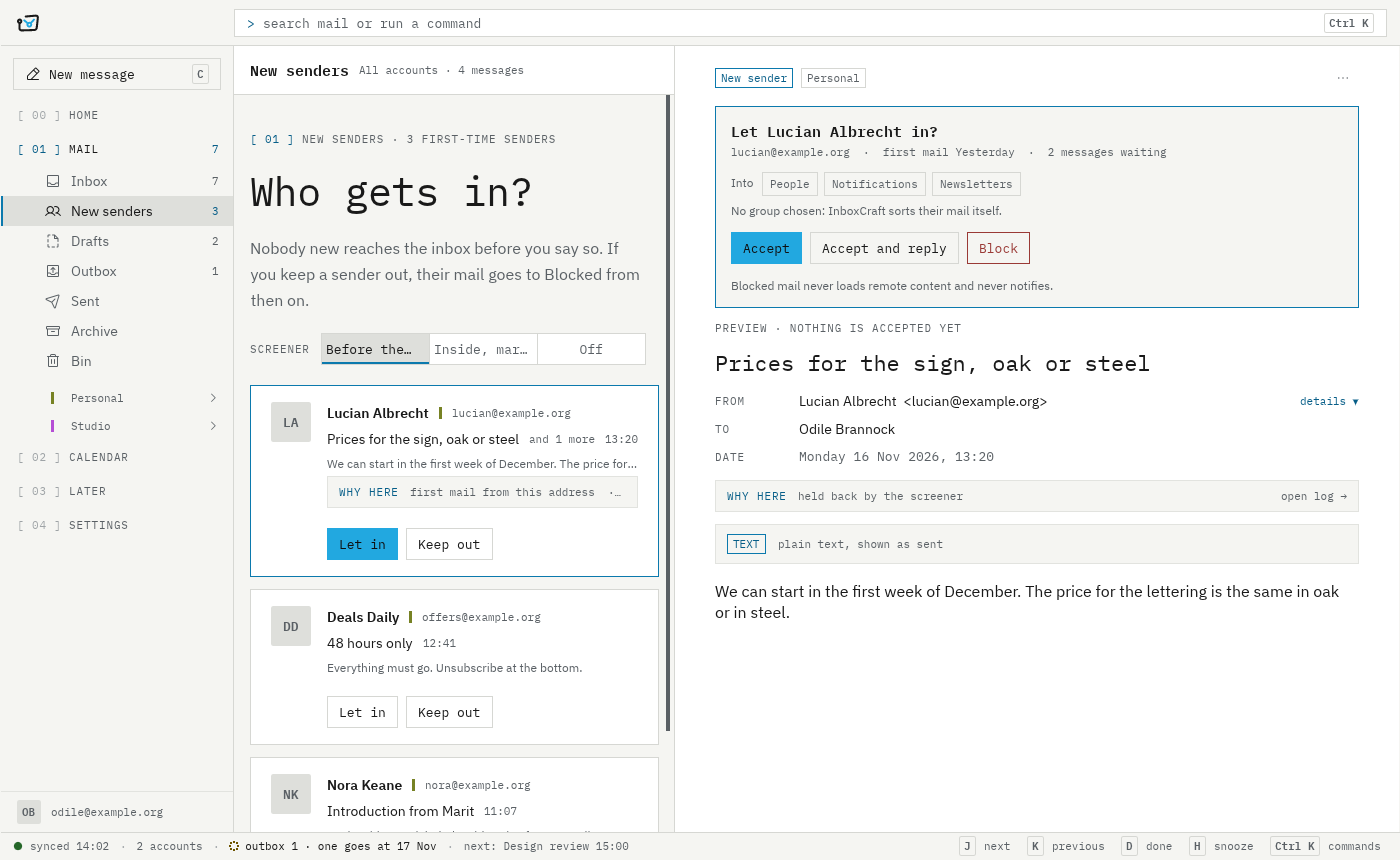 > search mail or run a command
Ctrl K
New message
C
[ 00 ] HOME
[ 01 ] MAIL 7
Inbox 7
New senders 3
Drafts 2
Outbox 1
Sent
Archive
Bin
Personal
Studio
[ 02 ] CALENDAR
[ 03 ] LATER
[ 04 ] SETTINGS
OB odile@example.org
New senders All accounts · 4 messages
[ 01 ] NEW SENDERS · 3 FIRST-TIME SENDERS
Who gets in?
Nobody new reaches the inbox before you say so. If
you keep a sender out, their mail goes to Blocked from
then on.
SCREENER Before the… Inside, mar… Off
LA
Lucian Albrecht lucian@example.org
Prices for the sign, oak or steel and 1 more 13:20
We can start in the first week of December. The price for…
WHY HERE first mail from this address ·…
Let in Keep out
DD
Deals Daily offers@example.org
48 hours only 12:41
Everything must go. Unsubscribe at the bottom.
Let in Keep out
NK
Nora Keane nora@example.org
Introduction from Marit 11:07
New sender Personal ···
Let Lucian Albrecht in?
lucian@example.org · first mail Yesterday · 2 messages waiting
Into People Notifications Newsletters
No group chosen: InboxCraft sorts their mail itself.
Accept Accept and reply Block
Blocked mail never loads remote content and never notifies.
PREVIEW · NOTHING IS ACCEPTED YET
Prices for the sign, oak or steel
FROM Lucian Albrecht <lucian@example.org> details ▾
TO Odile Brannock
DATE Monday 16 Nov 2026, 13:20
WHY HERE held back by the screener open log →
TEXT plain text, shown as sent
We can start in the first week of December. The price for the lettering is the same in oak
or in steel.
synced 14:02 · 2 accounts · outbox 1 · one goes at 17 Nov · next: Design review 15:00
J next K previous D done H snooze Ctrl K commands